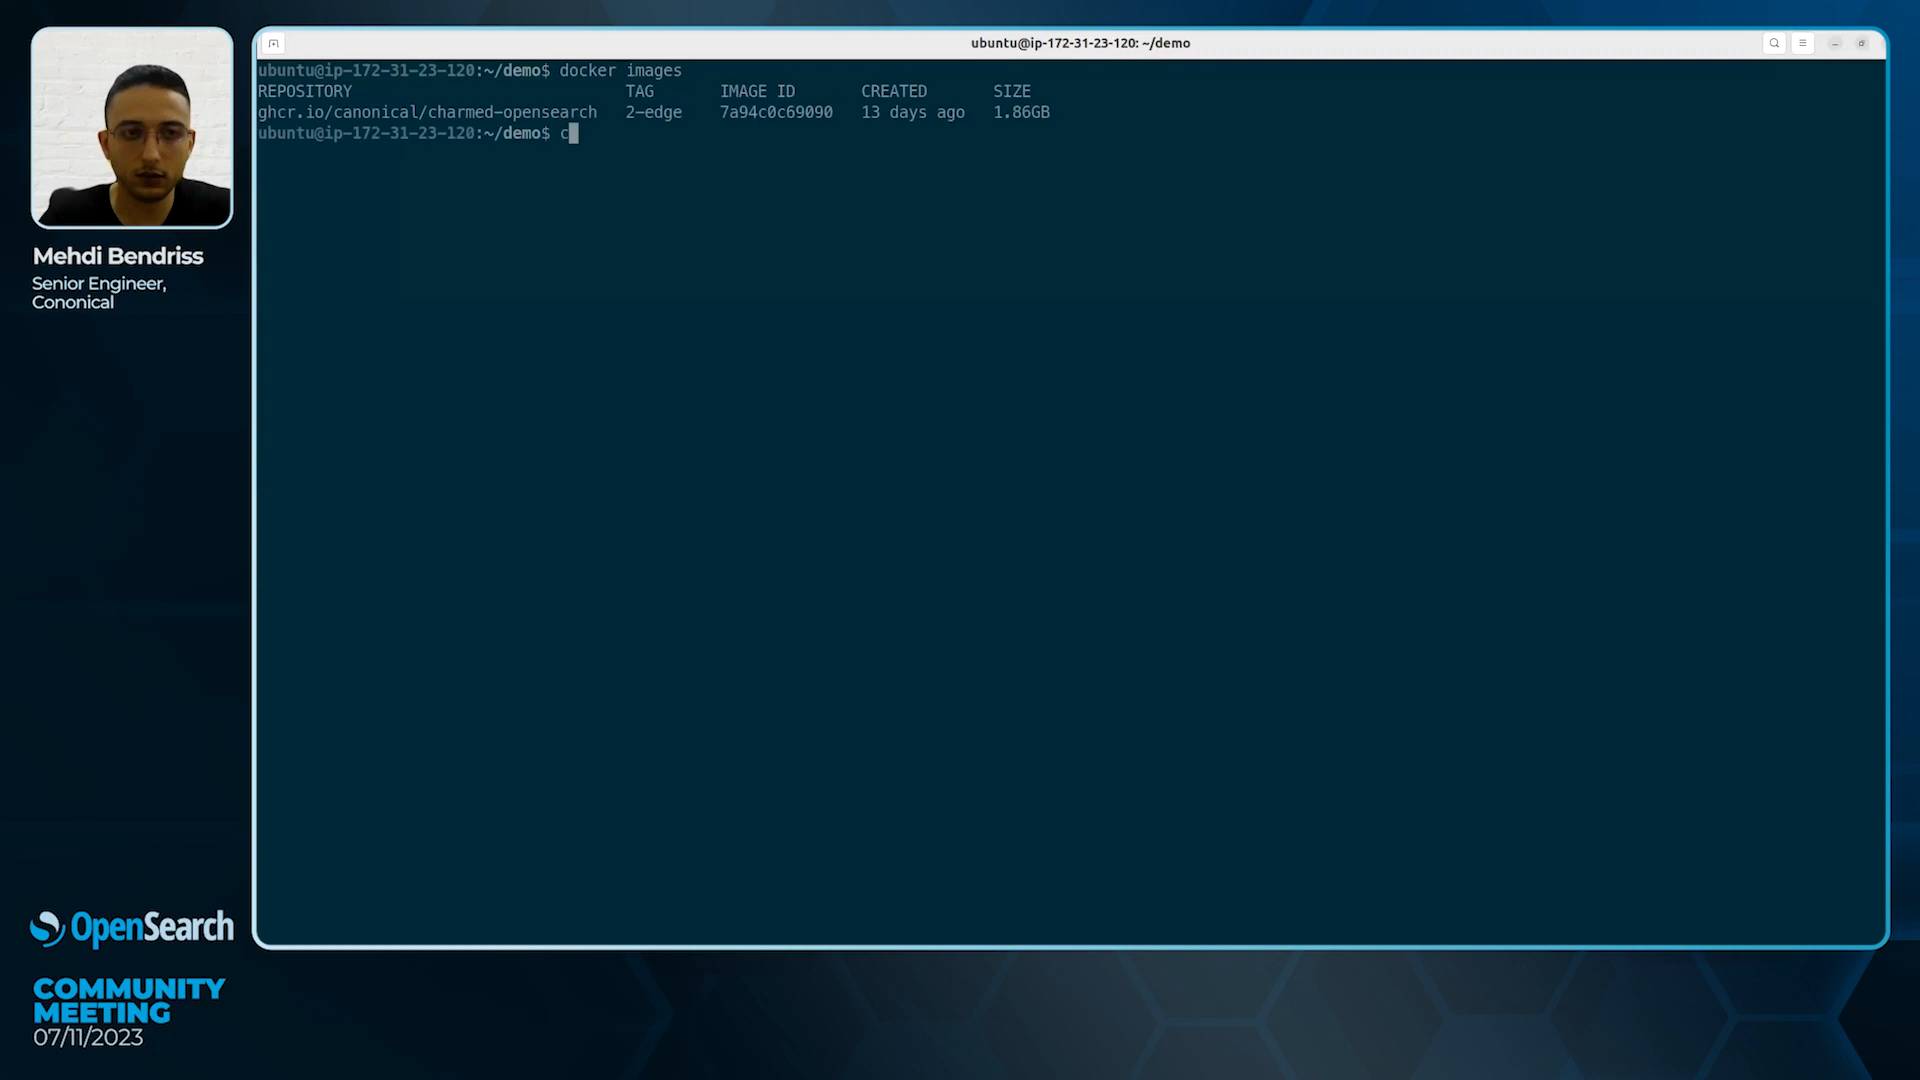 ubuntu@ip-172-31-23-120: ~/demo
ubuntu@ip-172-31-23-120:~/demo$ docker images
REPOSITORY TAG IMAGE ID CREATED SIZE
ghcr.io/canonical/charmed-opensearch 2-edge 7a94c0c69090 13 days ago 1.86GB
ubuntu@ip-172-31-23-120:~/demo$ c
Mehdi Bendriss
Senior Engineer,
Cononical
OpenSearch
COMMUNITY
MEETING
07/11/2023